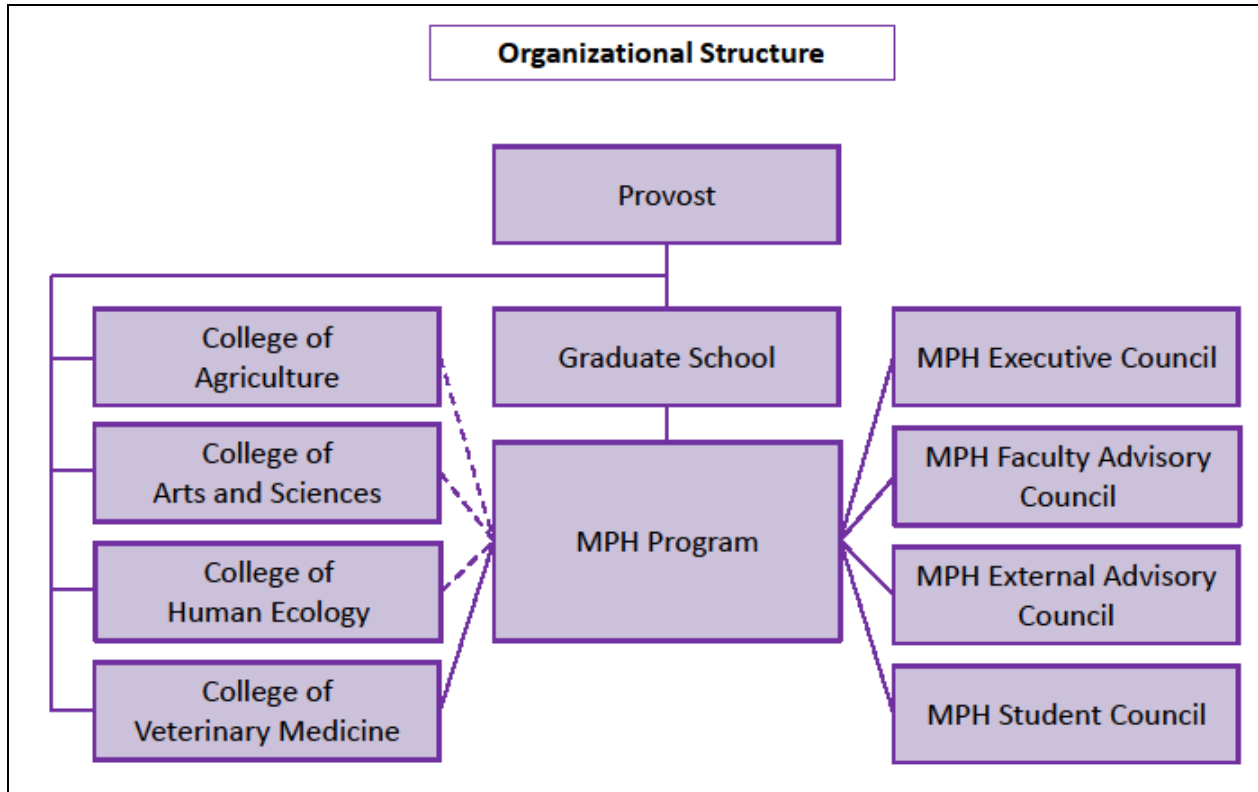 Organizational Structure
Provost
College of
Agriculture
Graduate School
MPH Executive Council
College of
Arts and Sciences
MPH Faculty Advisory
Council
MPH Program
College of
Human Ecology
MPH External Advisory
Council
College of
Veterinary Medicine
MPH Student Council